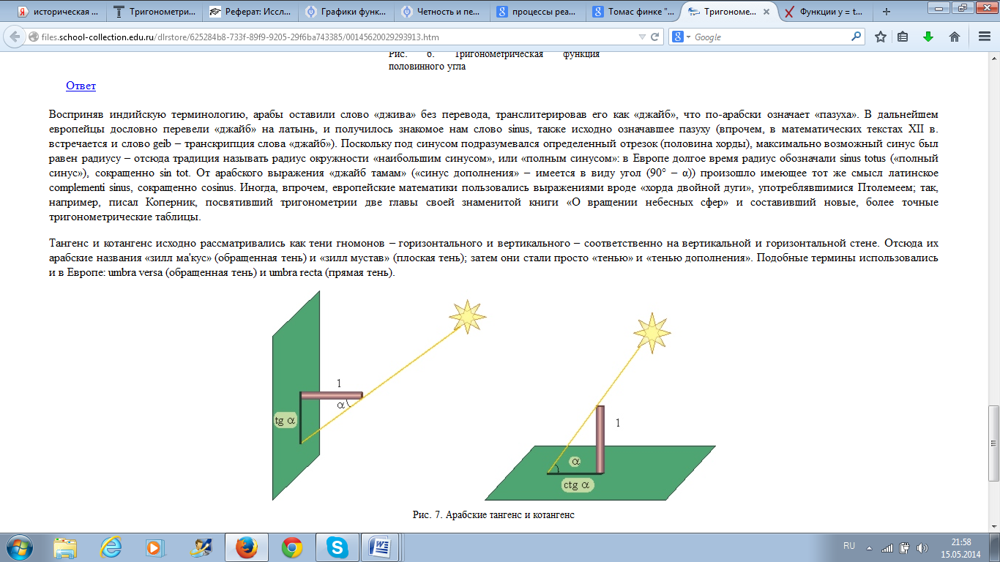 историческая ...
Тригонометри...
Реферат: Иссл...
Графики функ...
Четность и пе...
процессы реа...
Томас финке "...
Тригономе...
Функции y = t...
files.school-collection.edu.ru/dlrstore/625284b8-733f-89f9-9205-29f6ba743385/00145620029293913.htm
Google
Рис. 6. Тригонометрическая функция
половинного угла
Ответ
Восприняв индийскую терминологию, арабы оставили слово «джива» без перевода, транслитерировав его как «джайб», что по-арабски означает «пазуха». В дальнейшем
европейцы дословно перевели «джайб» на латынь, и получилось знакомое нам слово sinus, также исходно означавшее пазуху (впрочем, в математических текстах XII в.
встречается и слово geib – транскрипция слова «джайб»). Поскольку под синусом подразумевался определенный отрезок (половина хорды), максимально возможный синус был
равен радиусу – отсюда традиция называть радиус окружности «наибольшим синусом», или «полным синусом»: в Европе долгое время радиус обозначали sinus totus («полный
синус»), сокращенно sin tot. От арабского выражения «джайб тамам» («синус дополнения» – имеется в виду угол (90° – α)) произошло имеющее тот же смысл латинское
complementi sinus, сокращенно cosinus. Иногда, впрочем, европейские математики пользовались выражениями вроде «хорда двойной дуги», употреблявшимися Птолемеем; так,
например, писал Коперник, посвятивший тригонометрии две главы своей знаменитой книги «О вращении небесных сфер» и составивший новые, более точные
тригонометрические таблицы.
Тангенс и котангенс исходно рассматривались как тени гномонов – горизонтального и вертикального – соответственно на вертикальной и горизонтальной стене. Отсюда их
арабские названия «зилл ма'кус» (обращенная тень) и «зилл мустав» (плоская тень); затем они стали просто «тенью» и «тенью дополнения». Подобные термины использовались
и в Европе: umbra versa (обращенная тень) и umbra recta (прямая тень).
1
α
tg α
1
α
ctg α
Рис. 7. Арабские тангенс и котангенс
RU
21:58
15.05.2014